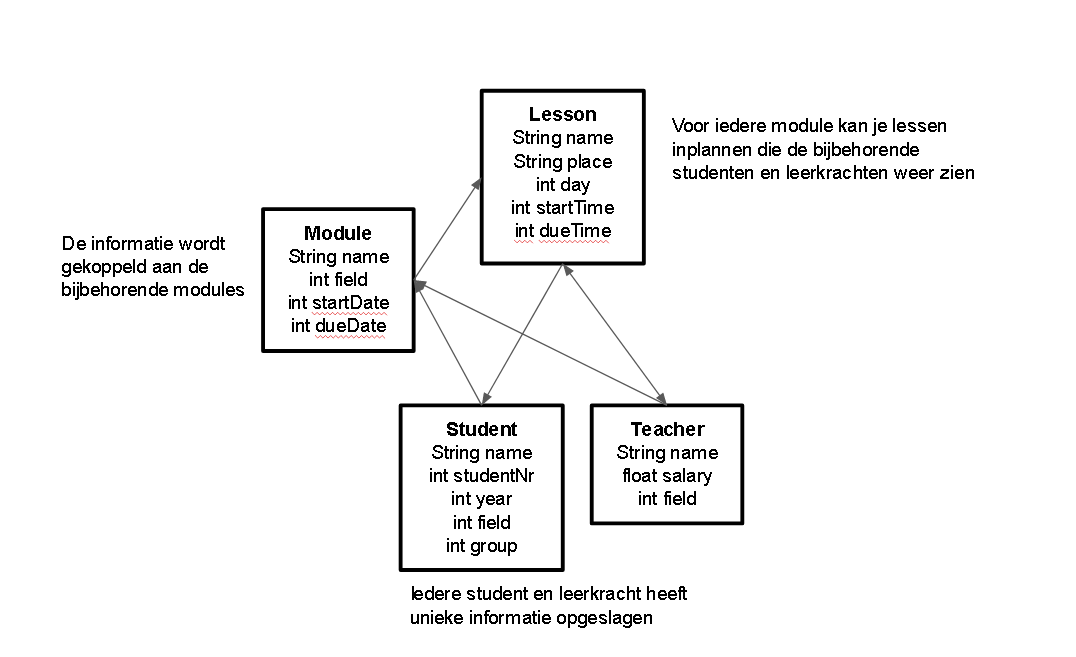 Lesson
String name
String place
int day
int startTime
int dueTime
Voor iedere module kan je lessen
inplannen die de bijbehorende
studenten en leerkrachten weer zien
De informatie wordt
gekoppeld aan de
bijbehorende modules
Module
String name
int field
int startDate
int dueDate
Student
String name
int studentNr
int year
int field
int group
Teacher
String name
float salary
int field
Iedere student en leerkracht heeft
unieke informatie opgeslagen